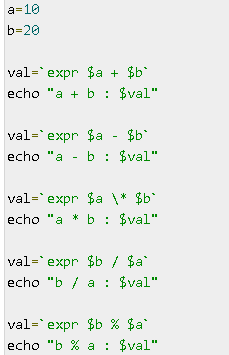 a=10
b=20
val=`expr $a + $b`
echo "a + b : $val"
val=`expr $a - $b`
echo "a - b : $val"
val=`expr $a \* $b`
echo "a * b : $val"
val=`expr $b / $a`
echo "b / a : $val"
val=`expr $b % $a`
echo "b % a : $val"